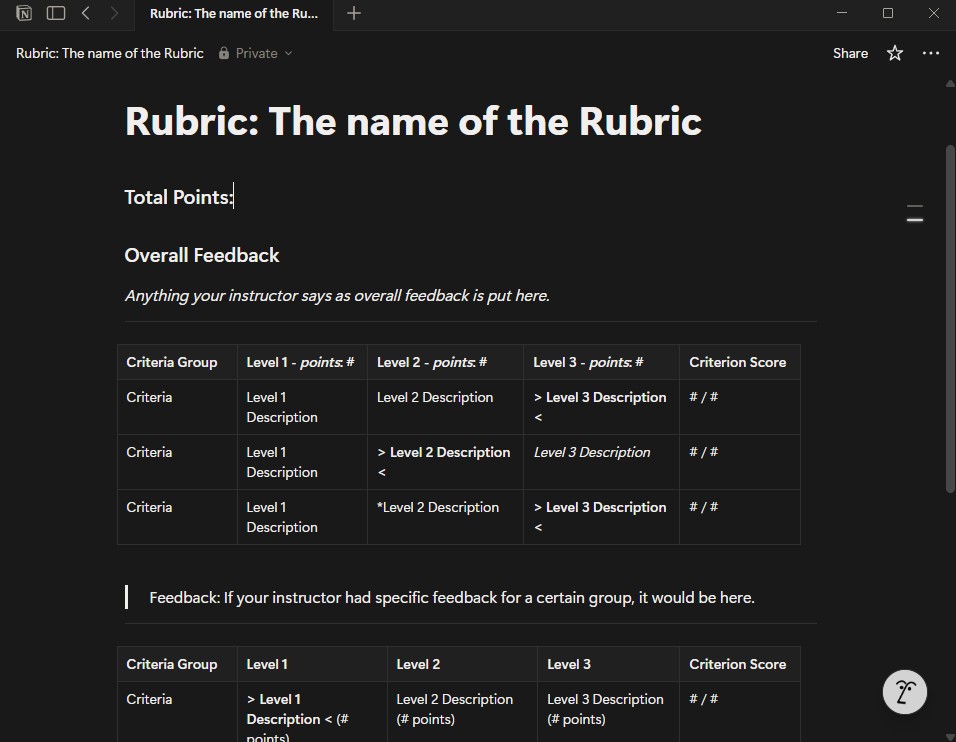 Rubric: The name of the Ru...
Rubric: The name of the Rubric Private Share
Rubric: The name of the Rubric
Total Points:
Overall Feedback
Anything your instructor says as overall feedback is put here.
Criteria Group Level 1 - points: # Level 2 - points: # Level 3 - points: # Criterion Score
Criteria Level 1 Level 2 Description > Level 3 Description # / #
Description <
Criteria Level 1 > Level 2 Description Level 3 Description # / #
Description <
Criteria Level 1 *Level 2 Description > Level 3 Description # / #
Description <
Feedback: If your instructor had specific feedback for a certain group, it would be here.
Criteria Group Level 1 Level 2 Level 3 Criterion Score
Criteria > Level 1 Level 2 Description Level 3 Description # / #
Description < (# (# points) (# points)
points)